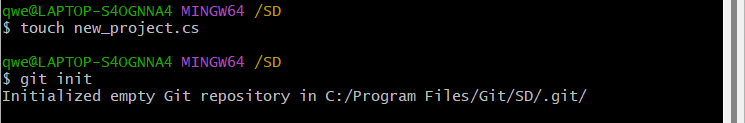 qwe@LAPTOP-S4OGNNA4 MINGW64 /SD
$ touch new_project.cs
qwe@LAPTOP-S4OGNNA4 MINGW64 /SD
$ git init
Initialized empty Git repository in C:/Program Files/Git/SD/.git/